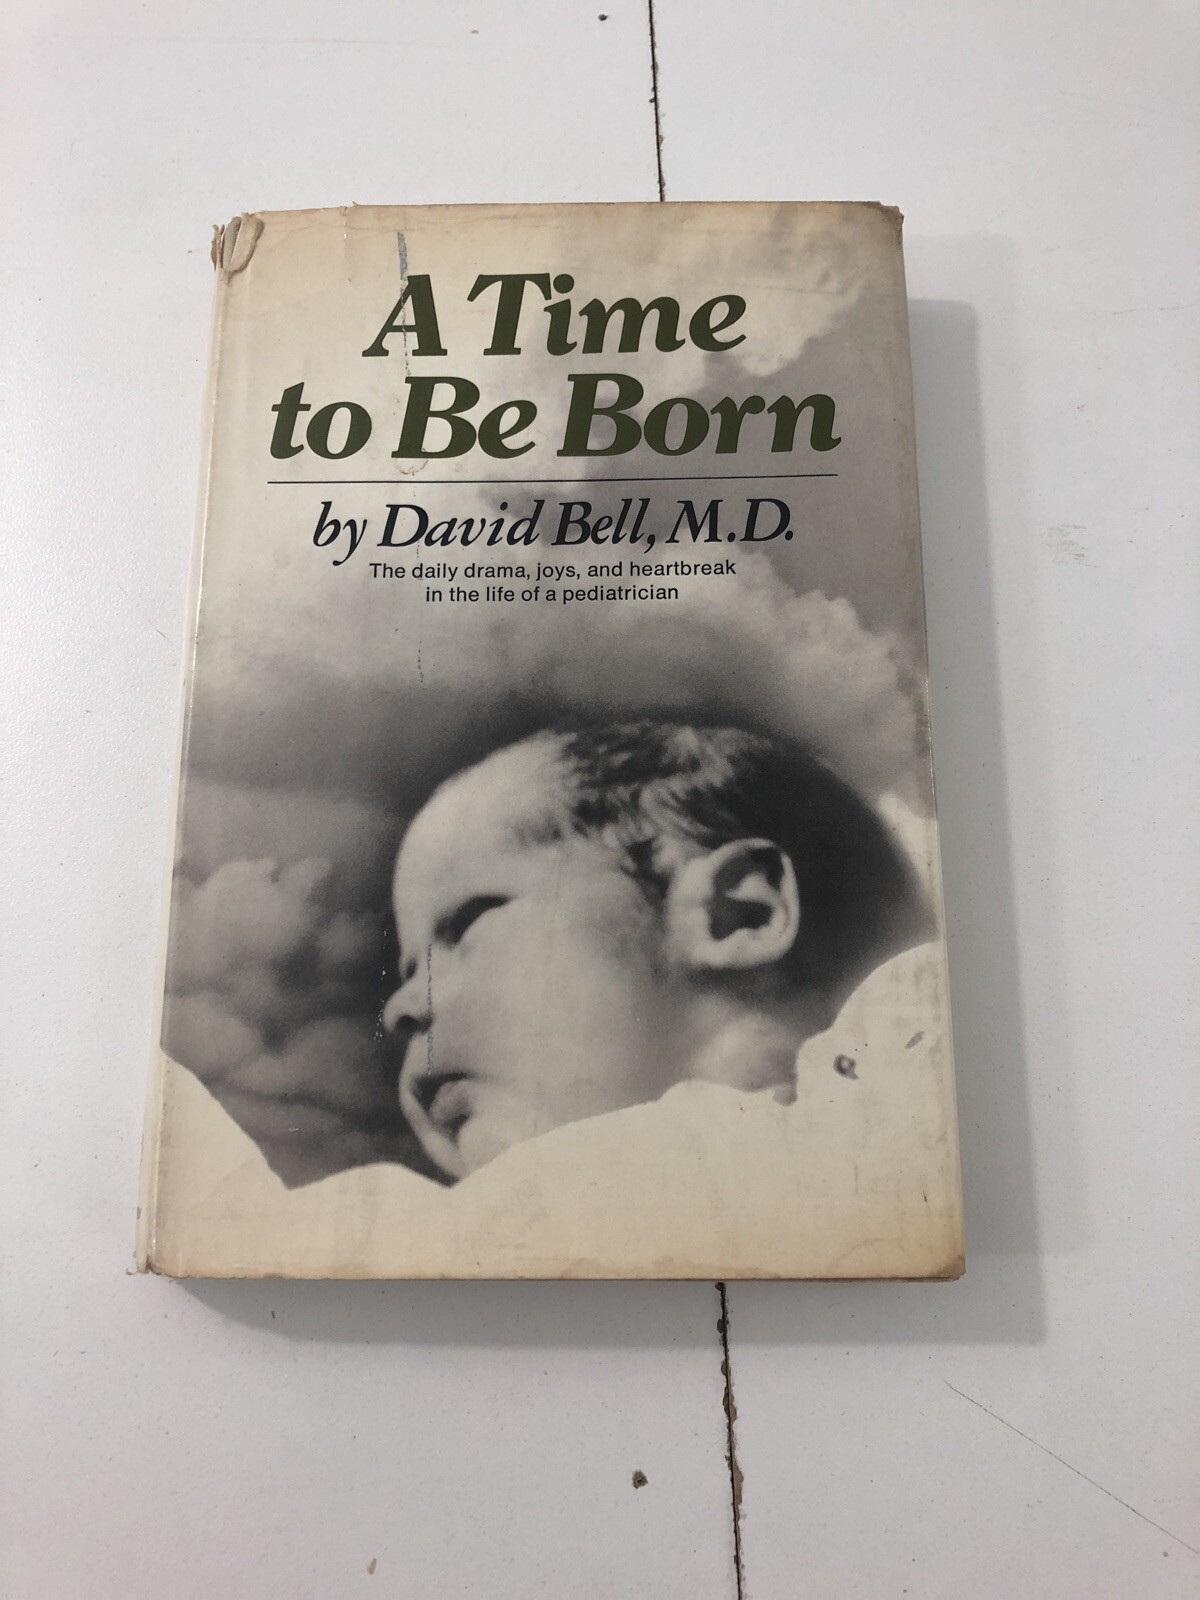 A Time
to Be Born
by David Bell, M.D.
The daily drama, joys, and heartbreak
in the life of a pediatrician